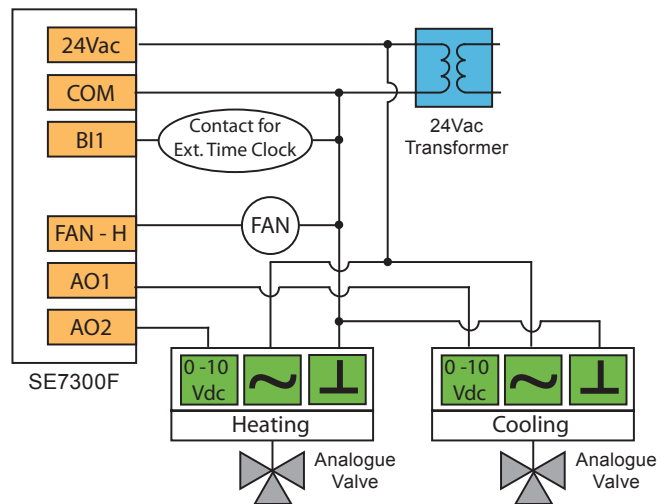 24Vac
COM
BI1
FAN - H
AO1
AO2
SE7300F
Contact for
Ext. Time Clock
FAN
24Vac
Transformer
0 -10
Vdc
Heating
Analogue
Valve
0 -10
Vdc
Cooling
Analogue
Valve